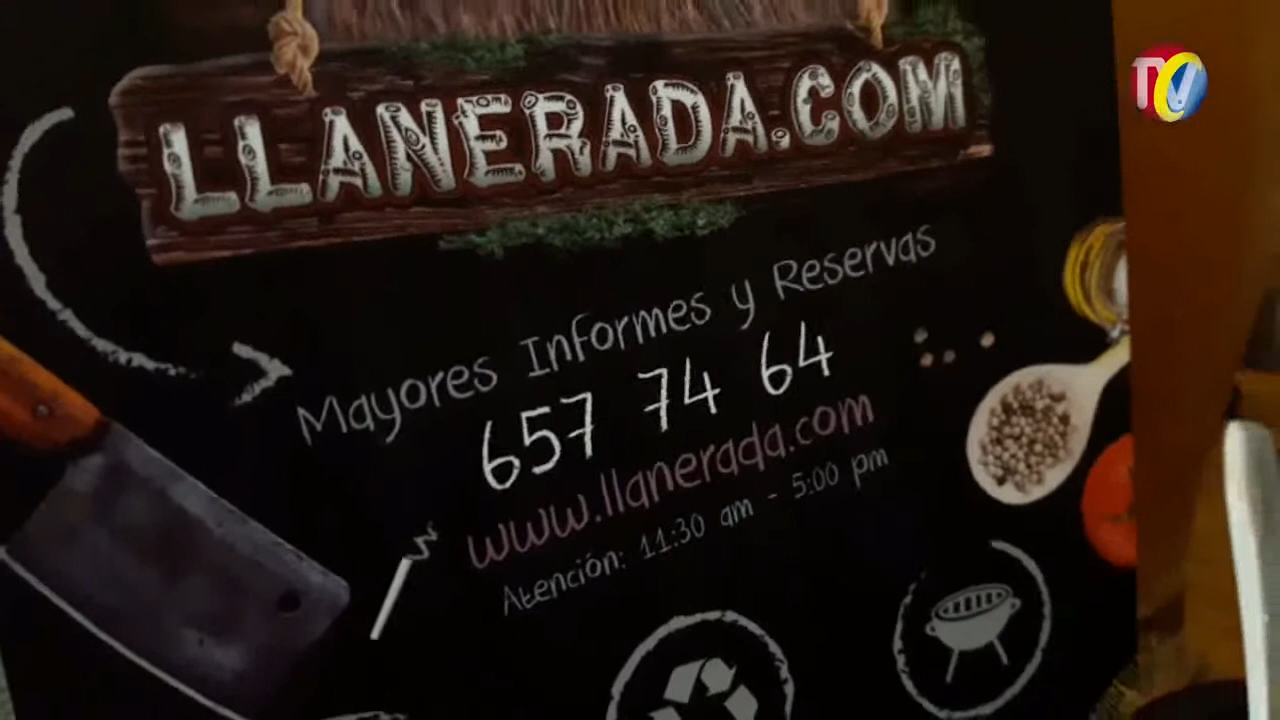 LLANERADA.COM
Mayores Informes y Reservas
657 74 64
www.llanerada.com
Atención: 11:30 am - 5:00 pm
TV